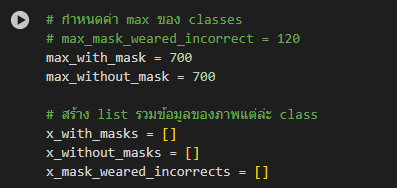 # กำหนดค่า max ของ classes
# max_mask_weared_incorrect = 120
max_with_mask = 700
max_without_mask = 700
# สร้าง list รวมข้อมูลของภาพแต่ล่ะ class
x_with_masks = []
x_without_masks = []
x_mask_weared_incorrects = []